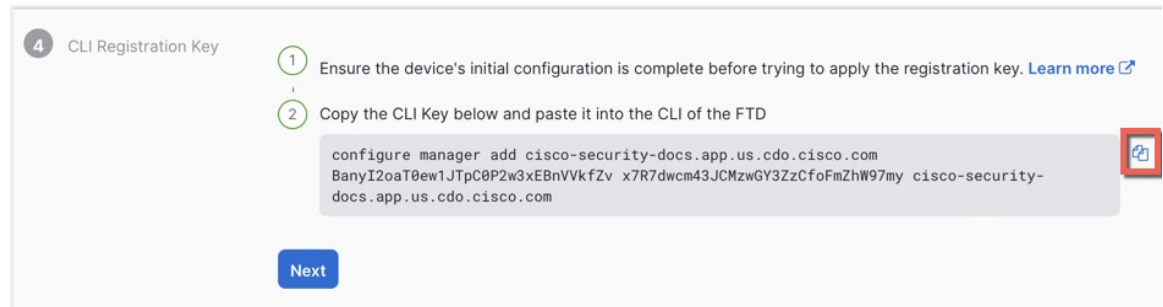 4 CLI Registration Key
1 Ensure the device's initial configuration is complete before trying to apply the registration key. Learn more
2 Copy the CLI Key below and paste it into the CLI of the FTD
configure manager add cisco-security-docs.app.us.cdo.cisco.com
BanyI2oaT0ew1JTpC0P2w3xEBnVVkfZv x7R7dwcm43JCMzwGY3ZzCfoFmZhW97my cisco-security-
docs.app.us.cdo.cisco.com
Next